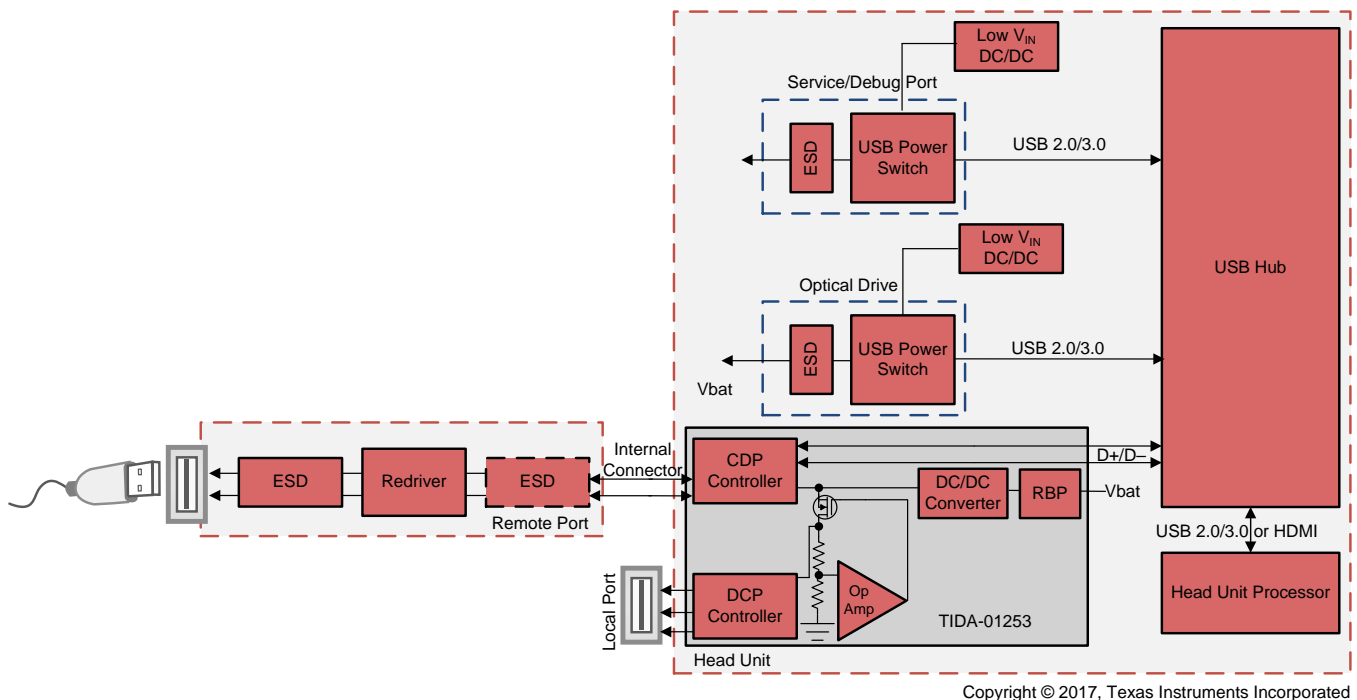 Low VIN
DC/DC
Service/Debug Port
ESD
USB Power
Switch
USB 2.0/3.0
USB Hub
Low VIN
DC/DC
Optical Drive
ESD
USB Power
Switch
USB 2.0/3.0
Vbat
ESD
Redriver
ESD
Remote Port
Internal
Connector
CDP
Controller
D+/D–
DC/DC
Converter
RBP
Vbat
USB 2.0/3.0 or HDMI
Head Unit Processor
Local Port
DCP
Controller
Op
Amp
TIDA-01253
Head Unit
Copyright © 2017, Texas Instruments Incorporated